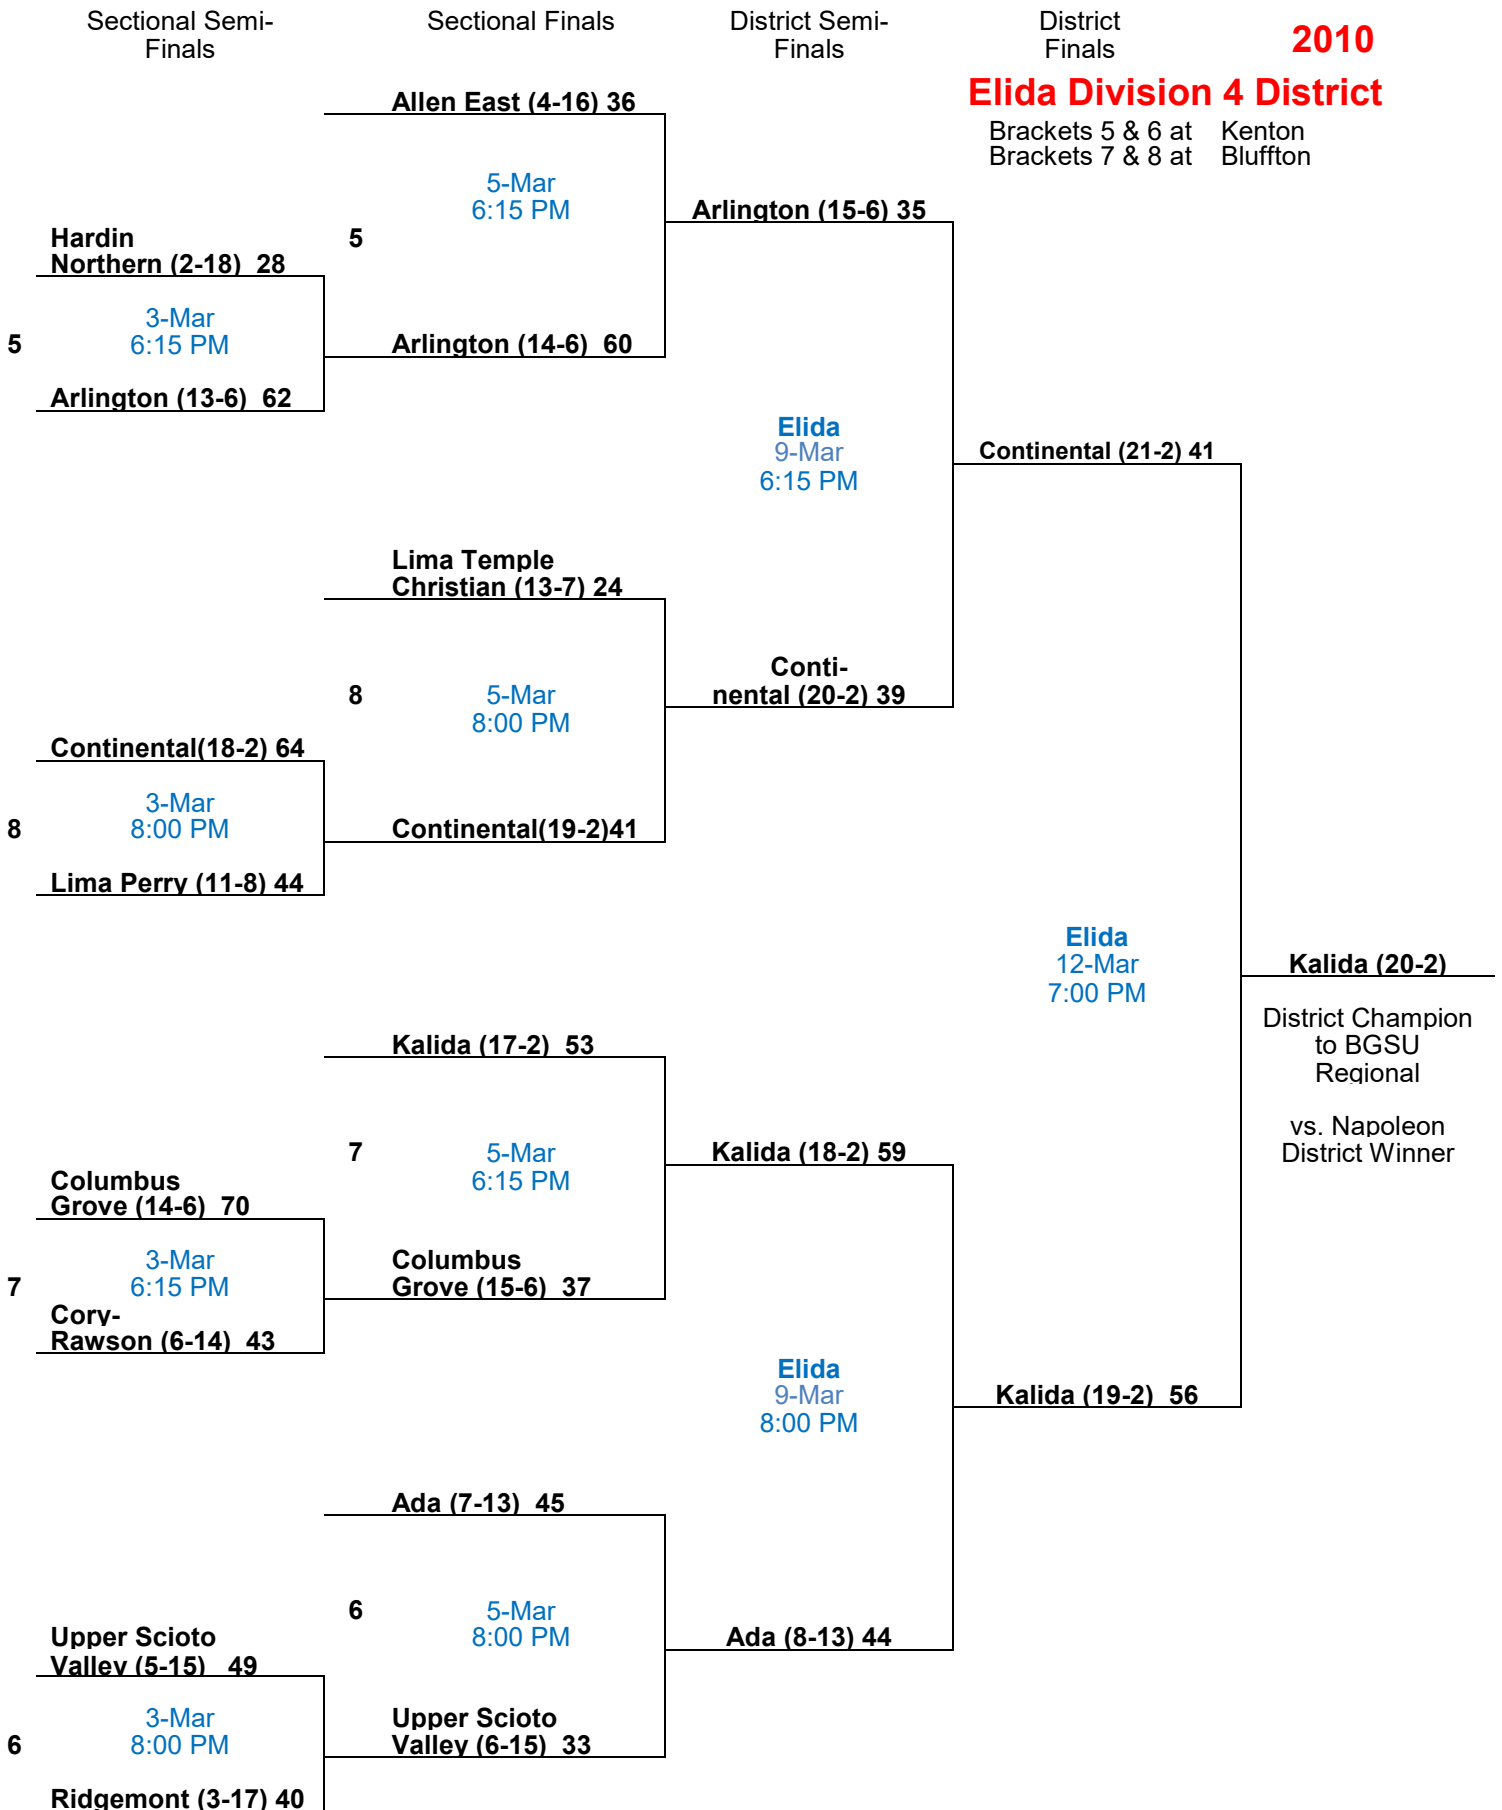 Sectional Semi-
Finals
Sectional Finals
District Semi-
Finals
District
Finals
2010
Elida Division 4 District
Brackets 5 & 6 at Kenton
Brackets 7 & 8 at Bluffton
Allen East (4-16) 36
5-Mar
6:15 PM
Arlington (15-6) 35
Hardin
Northern (2-18) 28
5
3-Mar
6:15 PM
5
Arlington (14-6) 60
Arlington (13-6) 62
Elida
9-Mar
6:15 PM
Continental (21-2) 41
Lima Temple
Christian (13-7) 24
Conti-
nental (20-2) 39
8
5-Mar
8:00 PM
Continental(18-2) 64
3-Mar
8:00 PM
8
Continental(19-2)41
Lima Perry (11-8) 44
Elida
12-Mar
7:00 PM
Kalida (20-2)
District Champion
to BGSU
Regional
vs. Napoleon
District Winner
Kalida (17-2) 53
7
5-Mar
6:15 PM
Kalida (18-2) 59
Columbus
Grove (14-6) 70
3-Mar
6:15 PM
7
Columbus
Grove (15-6) 37
Cory-
Rawson (6-14) 43
Elida
9-Mar
8:00 PM
Kalida (19-2) 56
Ada (7-13) 45
6
5-Mar
8:00 PM
Ada (8-13) 44
Upper Scioto
Valley (5-15) 49
3-Mar
8:00 PM
6
Upper Scioto
Valley (6-15) 33
Ridgemont (3-17) 40